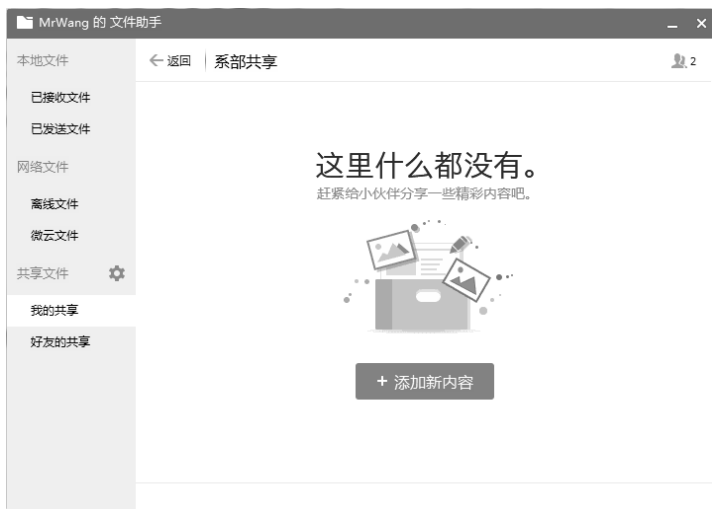 MrWang 的 文件助手
本地文件
已接收文件
已发送文件
网络文件
离线文件
微云文件
共享文件
我的共享
好友的共享
返回
系部共享
2
这里什么都没有。
赶紧给小伙伴分享一些精彩内容吧。
+ 添加新内容